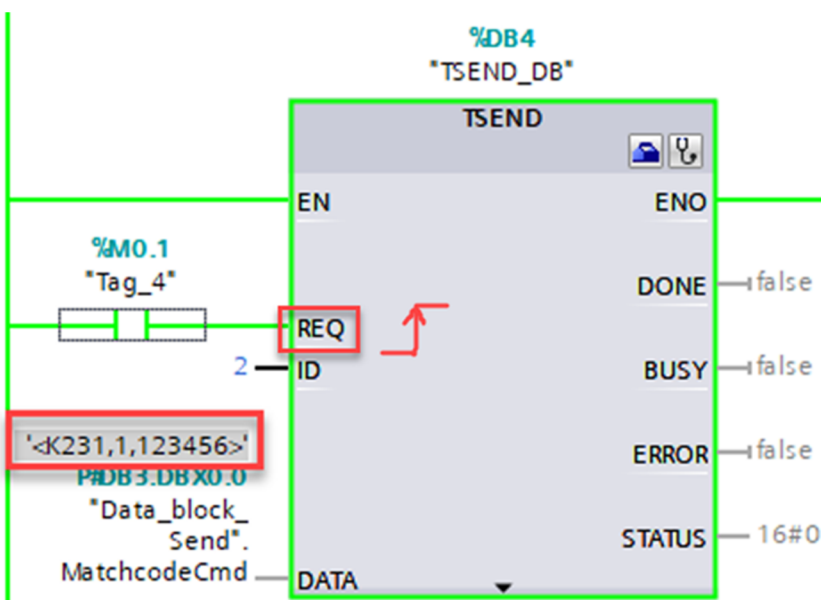 %DB4
"TSEND_DB"
TSEND
EN
ENO
%M0.1
"Tag_4"
DONE
false
REQ
2
ID
BUSY
false
'<K231,1,123456>'
P#DB3.DBX0.0
ERROR
false
"Data_block_
Send".
MatchcodeCmd
STATUS
16#0
DATA